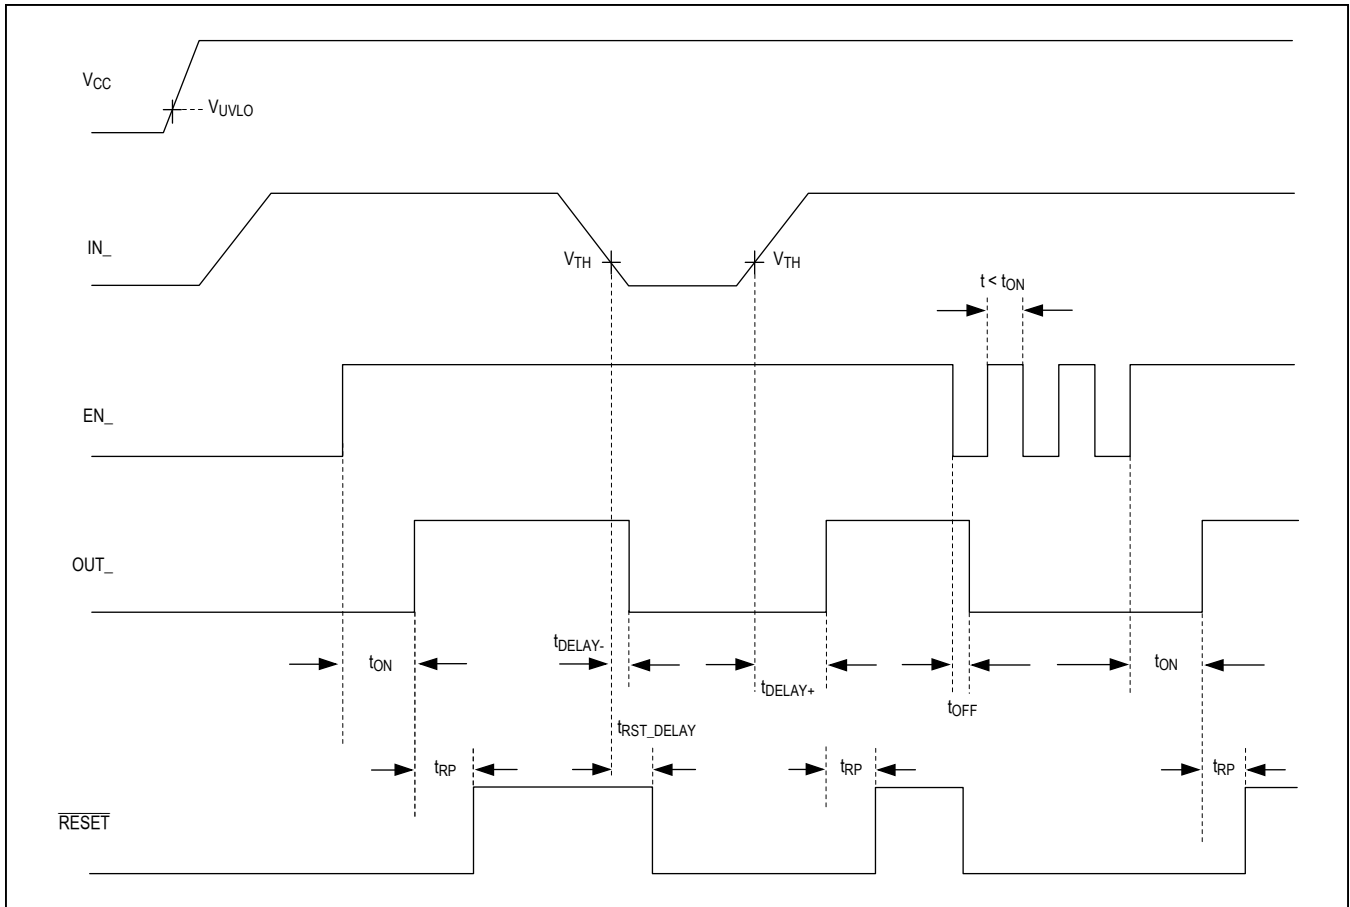 VCC
VUVLO
IN_
VTH
VTH
t < tON
EN_
OUT_
tON
tDELAY-
tDELAY+
tOFF
tON
tRST_DELAY
tRP
tRP
tRP
RESET